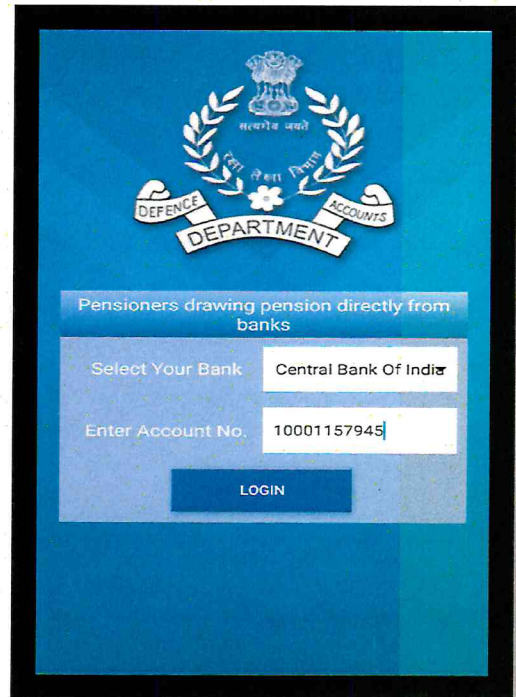 सत्यमेव जयते
रक्षा लेखा विभाग
DEFENCE
ACCOUNTS
DEPARTMENT
Pensioners drawing pension directly from
banks
Select Your Bank
Central Bank Of India
Enter Account No.
10001157945
LOGIN